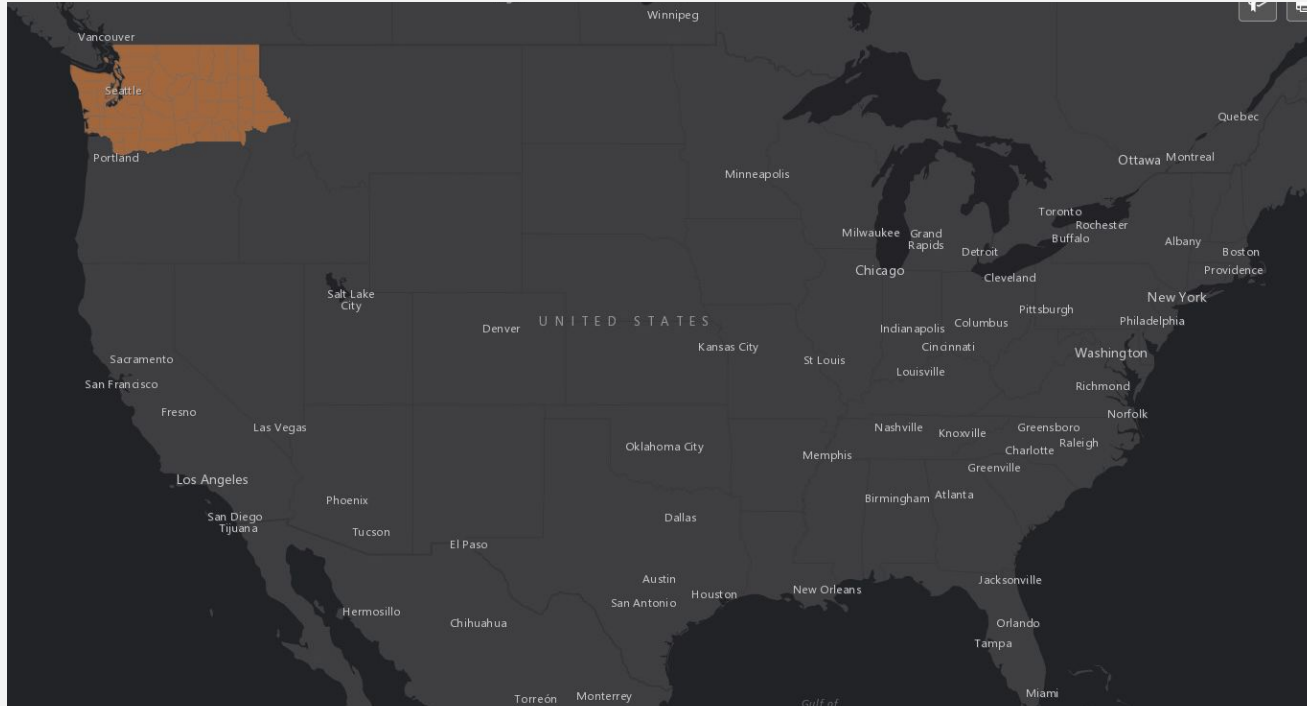 Winnipeg
Vancouver
Seattle
Quebec
Portland
Ottawa
Montreal
Minneapolis
Toronto
Rochester
Milwaukee
Grand
Rapids
Buffalo
Albany
Detroit
Boston
Chicago
Cleveland
Providence
Salt Lake
City
New York
Pittsburgh
UNITED STATES
Denver
Indianapolis
Columbus
Philadelphia
Kansas City
Cincinnati
Sacramento
St Louis
Washington
San Francisco
Louisville
Richmond
Fresno
Norfolk
Las Vegas
Nashville
Knoxville
Greensboro
Raleigh
Oklahoma City
Charlotte
Memphis
Greenville
Los Angeles
Phoenix
Birmingham
Atlanta
San Diego
Tijuana
Dallas
Tucson
El Paso
Austin
Jacksonville
San Antonio
Houston
New Orleans
Hermosillo
Chihuahua
Orlando
Tampa
Torreón
Monterrey
Miami
Gulf of